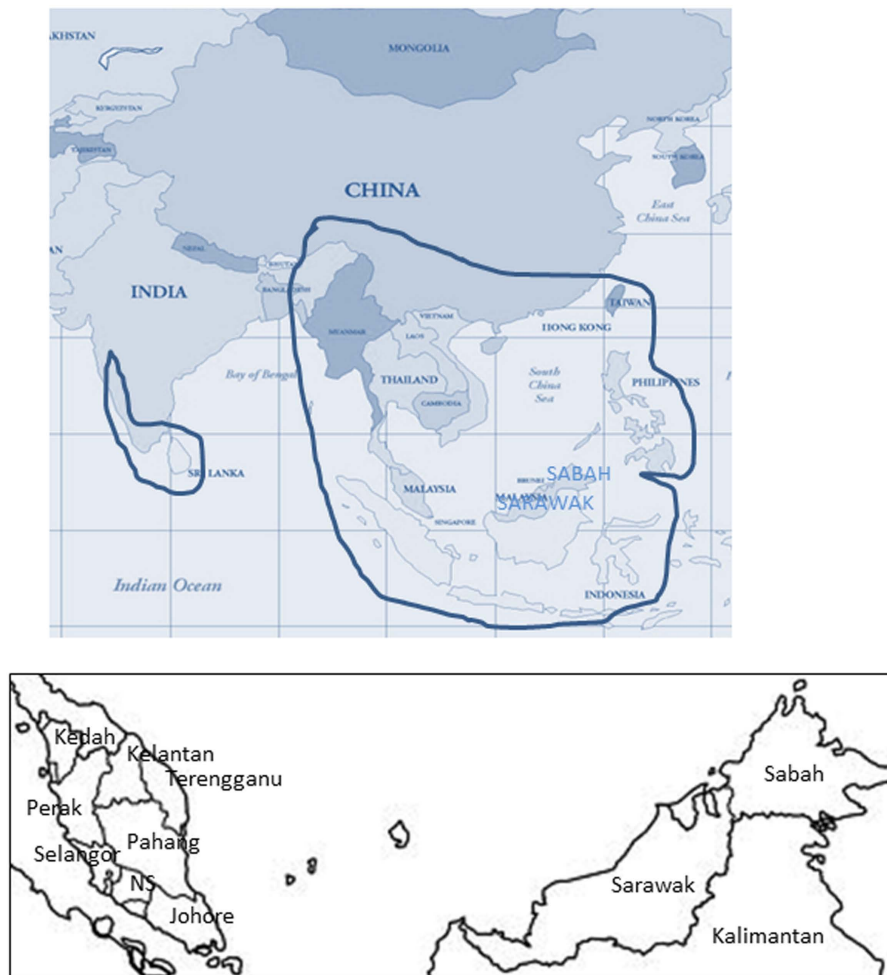 AKHSTAN
MONGOLIA
KERGYZSTAN
NORTH KOREA
TAJIKISTAN
SOUTH KOREA
CHINA
East
China Sea
AN
NEPAL
BHUTAN
INDIA
BANGLADESH
TAIWAN
VIETNAM
HONG KONG
MYANMAR
LAOS
Bay of Bengal
THAILAND
South
China
Sea
PHILIPPINES
CAMBODIA
SRI LANKA
BRUNEI
SABAH
MALAYSIA
MALAYSIA
SARAWAK
SINGAPORE
Indian Ocean
INDONESIA
Kedah
Kelantan
Terengganu
Sabah
Perak
Pahang
Selangor
NS
Sarawak
Johore
Kalimantan